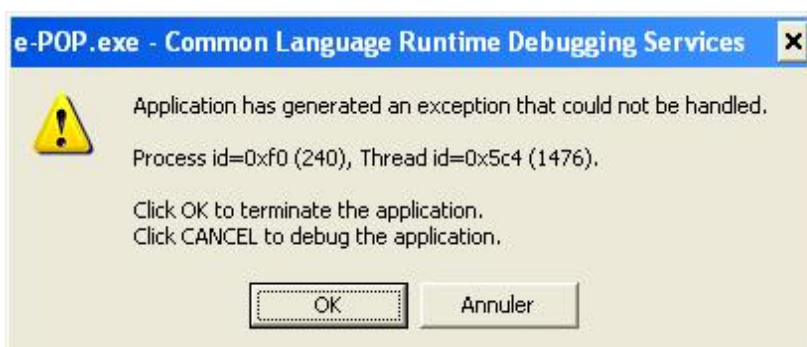 e-POP.exe - Common Language Runtime Debugging Services
Application has generated an exception that could not be handled.
Process id=0xf0 (240), Thread id=0x5c4 (1476).
Click OK to terminate the application.
Click CANCEL to debug the application.
OK Annuler